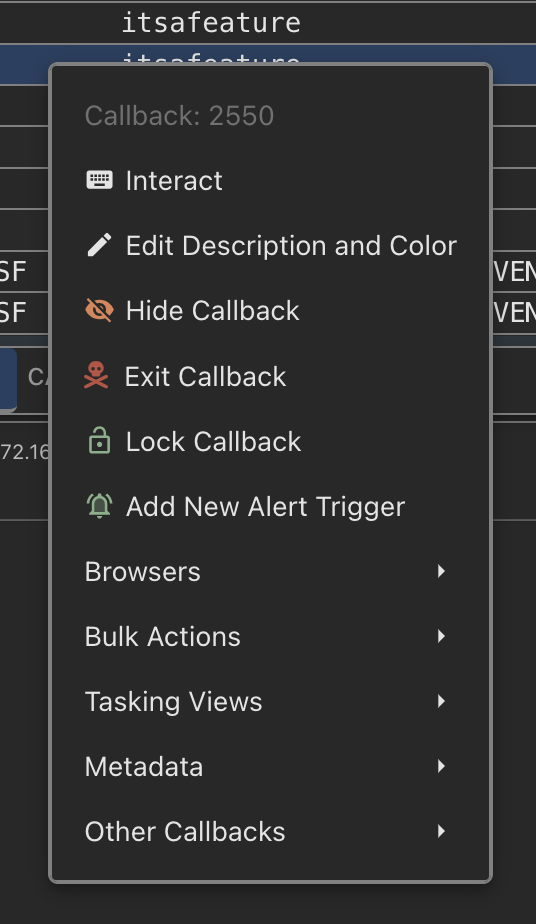 itsafeature
itsafeature
Callback: 2550
Interact
Edit Description and Color
SF
VEN
Hide Callback
SF
VEN
Exit Callback
Lock Callback
72.16
Add New Alert Trigger
Browsers
Bulk Actions
Tasking Views
Metadata
Other Callbacks